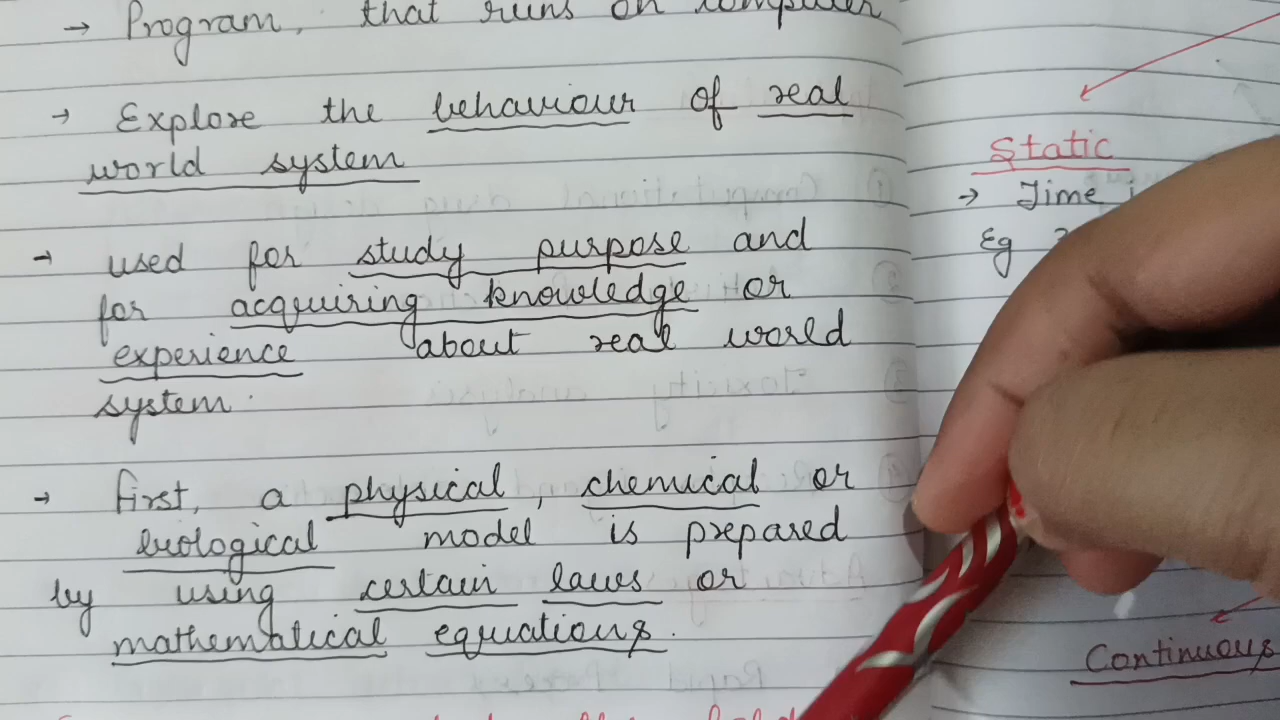 → Program, that runs on computer
→ Explore the behaviour of real
world system
→ used for study purpose and
for acquiring knowledge or
experience about real world
system.
→ first, a physical, chemical or
biological model is prepared
by using certain laws or
mathematical equations.
Static
→ Time
Eg
Continuous